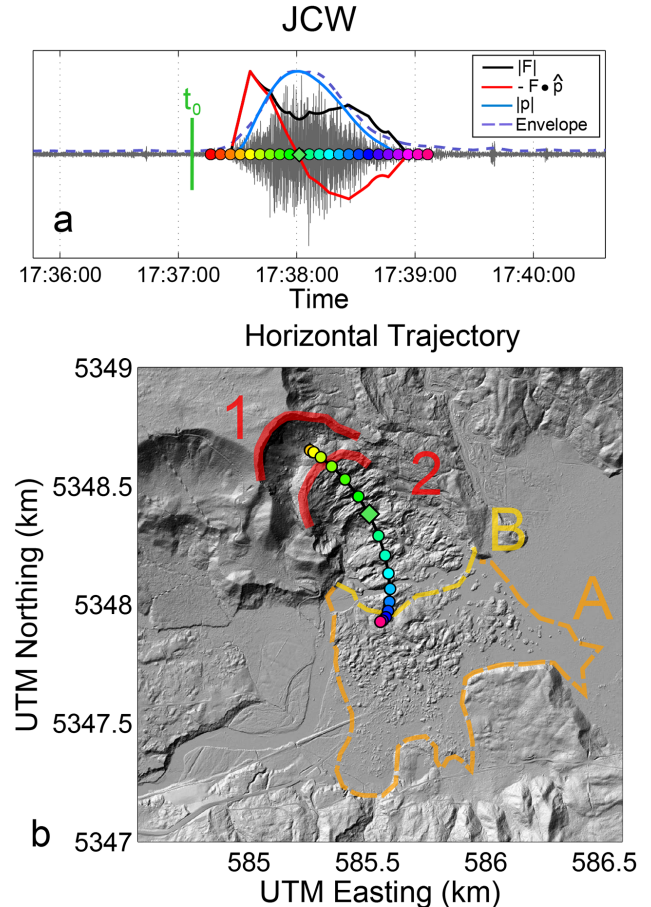 JCW
|F|
- F • p̂
|p|
Envelope
t0
a
17:36:00 17:37:00 17:38:00 17:39:00 17:40:00
Time
Horizontal Trajectory
5349
5348.5
5348
5347.5
5347
UTM Northing (km)
1
2
B
A
b
585 585.5 586 586.5
UTM Easting (km)